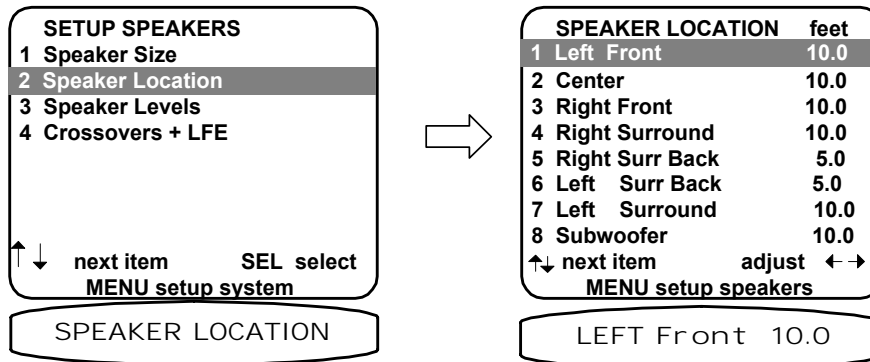 SETUP SPEAKERS
1 Speaker Size
2 Speaker Location
3 Speaker Levels
4 Crossovers + LFE
↑ ↓ next item SEL select
MENU setup system
SPEAKER LOCATION
SPEAKER LOCATION feet
1 Left Front 10.0
2 Center 10.0
3 Right Front 10.0
4 Right Surround 10.0
5 Right Surr Back 5.0
6 Left Surr Back 5.0
7 Left Surround 10.0
8 Subwoofer 10.0
↑↓ next item adjust ←→
MENU setup speakers
LEFT Front 10.0